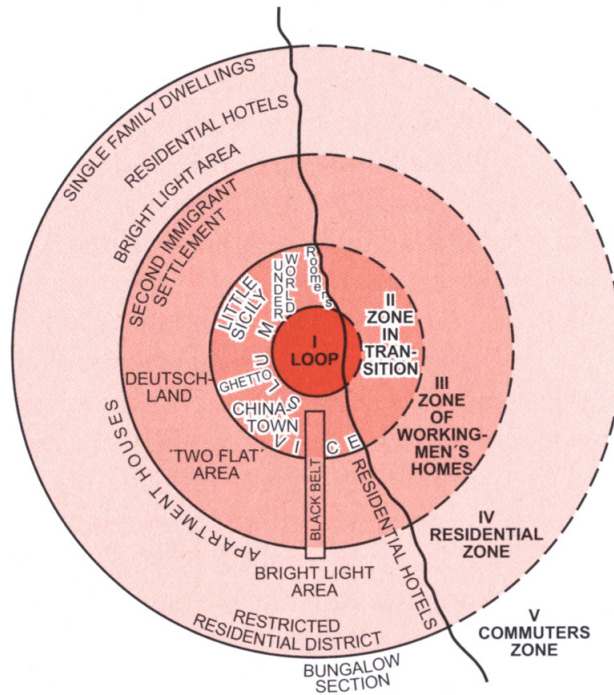 SINGLE FAMILY DWELLINGS
RESIDENTIAL HOTELS
BRIGHT LIGHT AREA
SECOND IMMIGRANT
SETTLEMENT
LITTLE
SICILY
UNDER
WORLD
Roomers
I
LOOP
II
ZONE
IN
TRAN-
SITION
SLUM
GHETTO
DEUTSCH-
LAND
CHINA-
TOWN
VICE
III
ZONE
OF
WORKING-
MEN´S
HOMES
´TWO FLAT´
AREA
BLACK BELT
APARTMENT HOUSES
RESIDENTIAL HOTELS
IV
RESIDENTIAL
ZONE
BRIGHT LIGHT
AREA
RESTRICTED
RESIDENTIAL DISTRICT
V
COMMUTERS
ZONE
BUNGALOW
SECTION